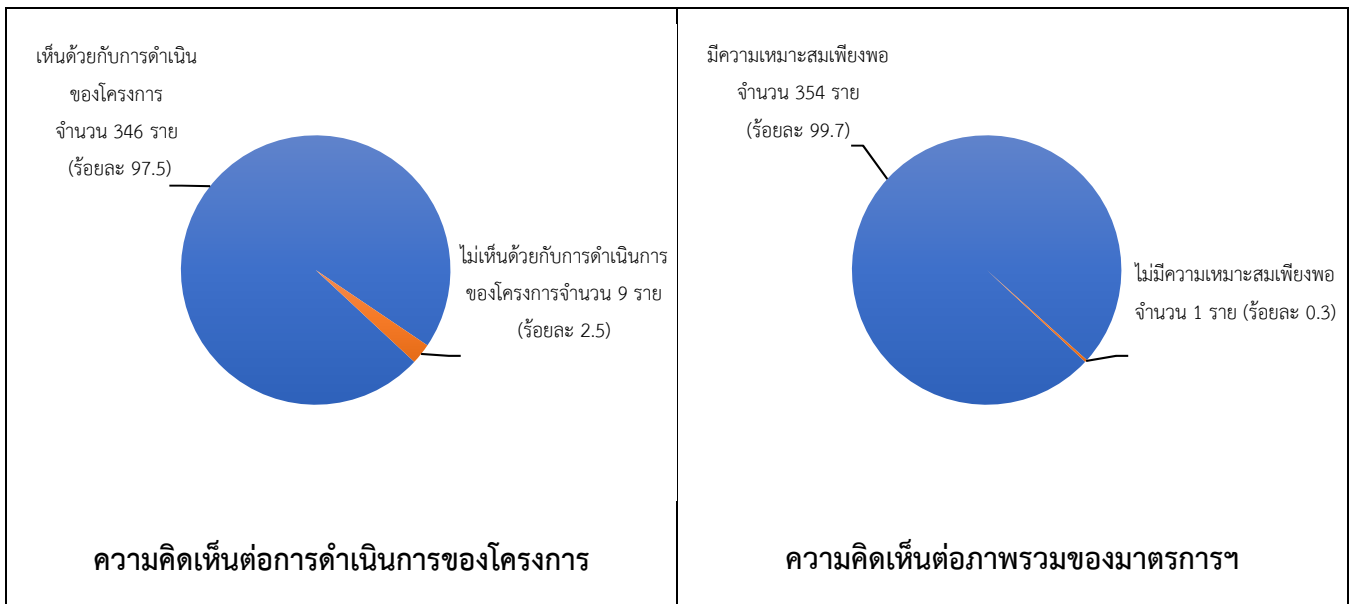 เห็นด้วยกับการดำเนิน
ของโครงการ
จำนวน 346 ราย
(ร้อยละ 97.5)
ไม่เห็นด้วยกับการดำเนินการ
ของโครงการจำนวน 9 ราย
(ร้อยละ 2.5)
ความคิดเห็นต่อการดำเนินการของโครงการ
มีความเหมาะสมเพียงพอ
จำนวน 354 ราย
(ร้อยละ 99.7)
ไม่มีความเหมาะสมเพียงพอ
จำนวน 1 ราย (ร้อยละ 0.3)
ความคิดเห็นต่อภาพรวมของมาตรการฯ